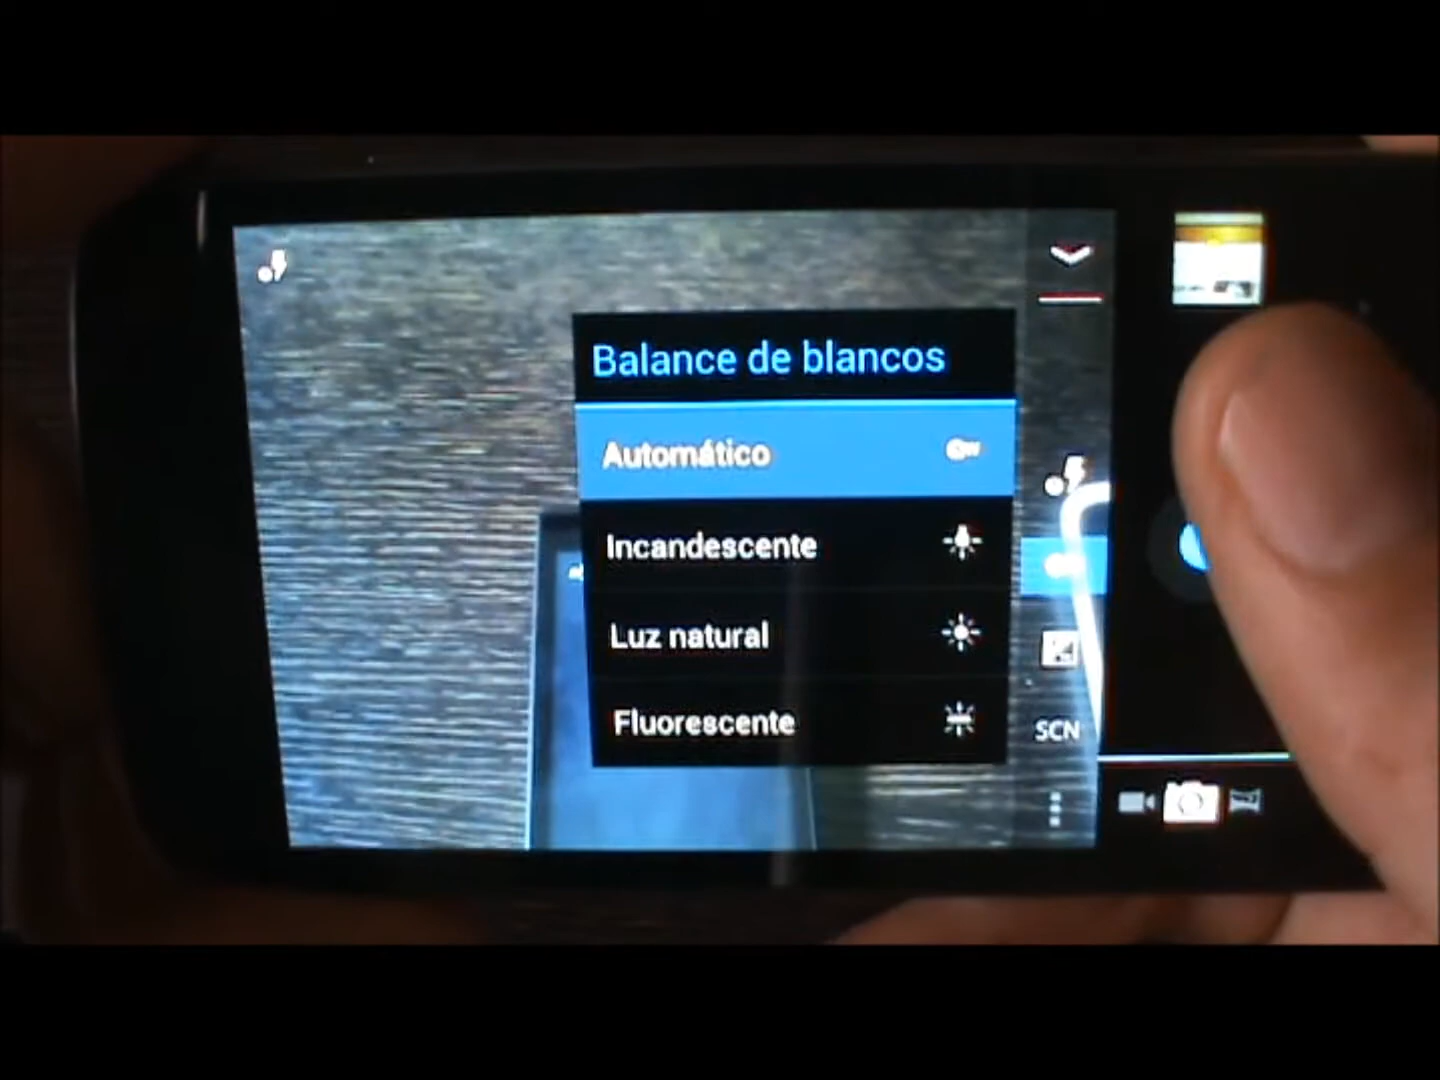 Balance de blancos
Automático
Incandescente
Luz natural
Fluorescente
SCN